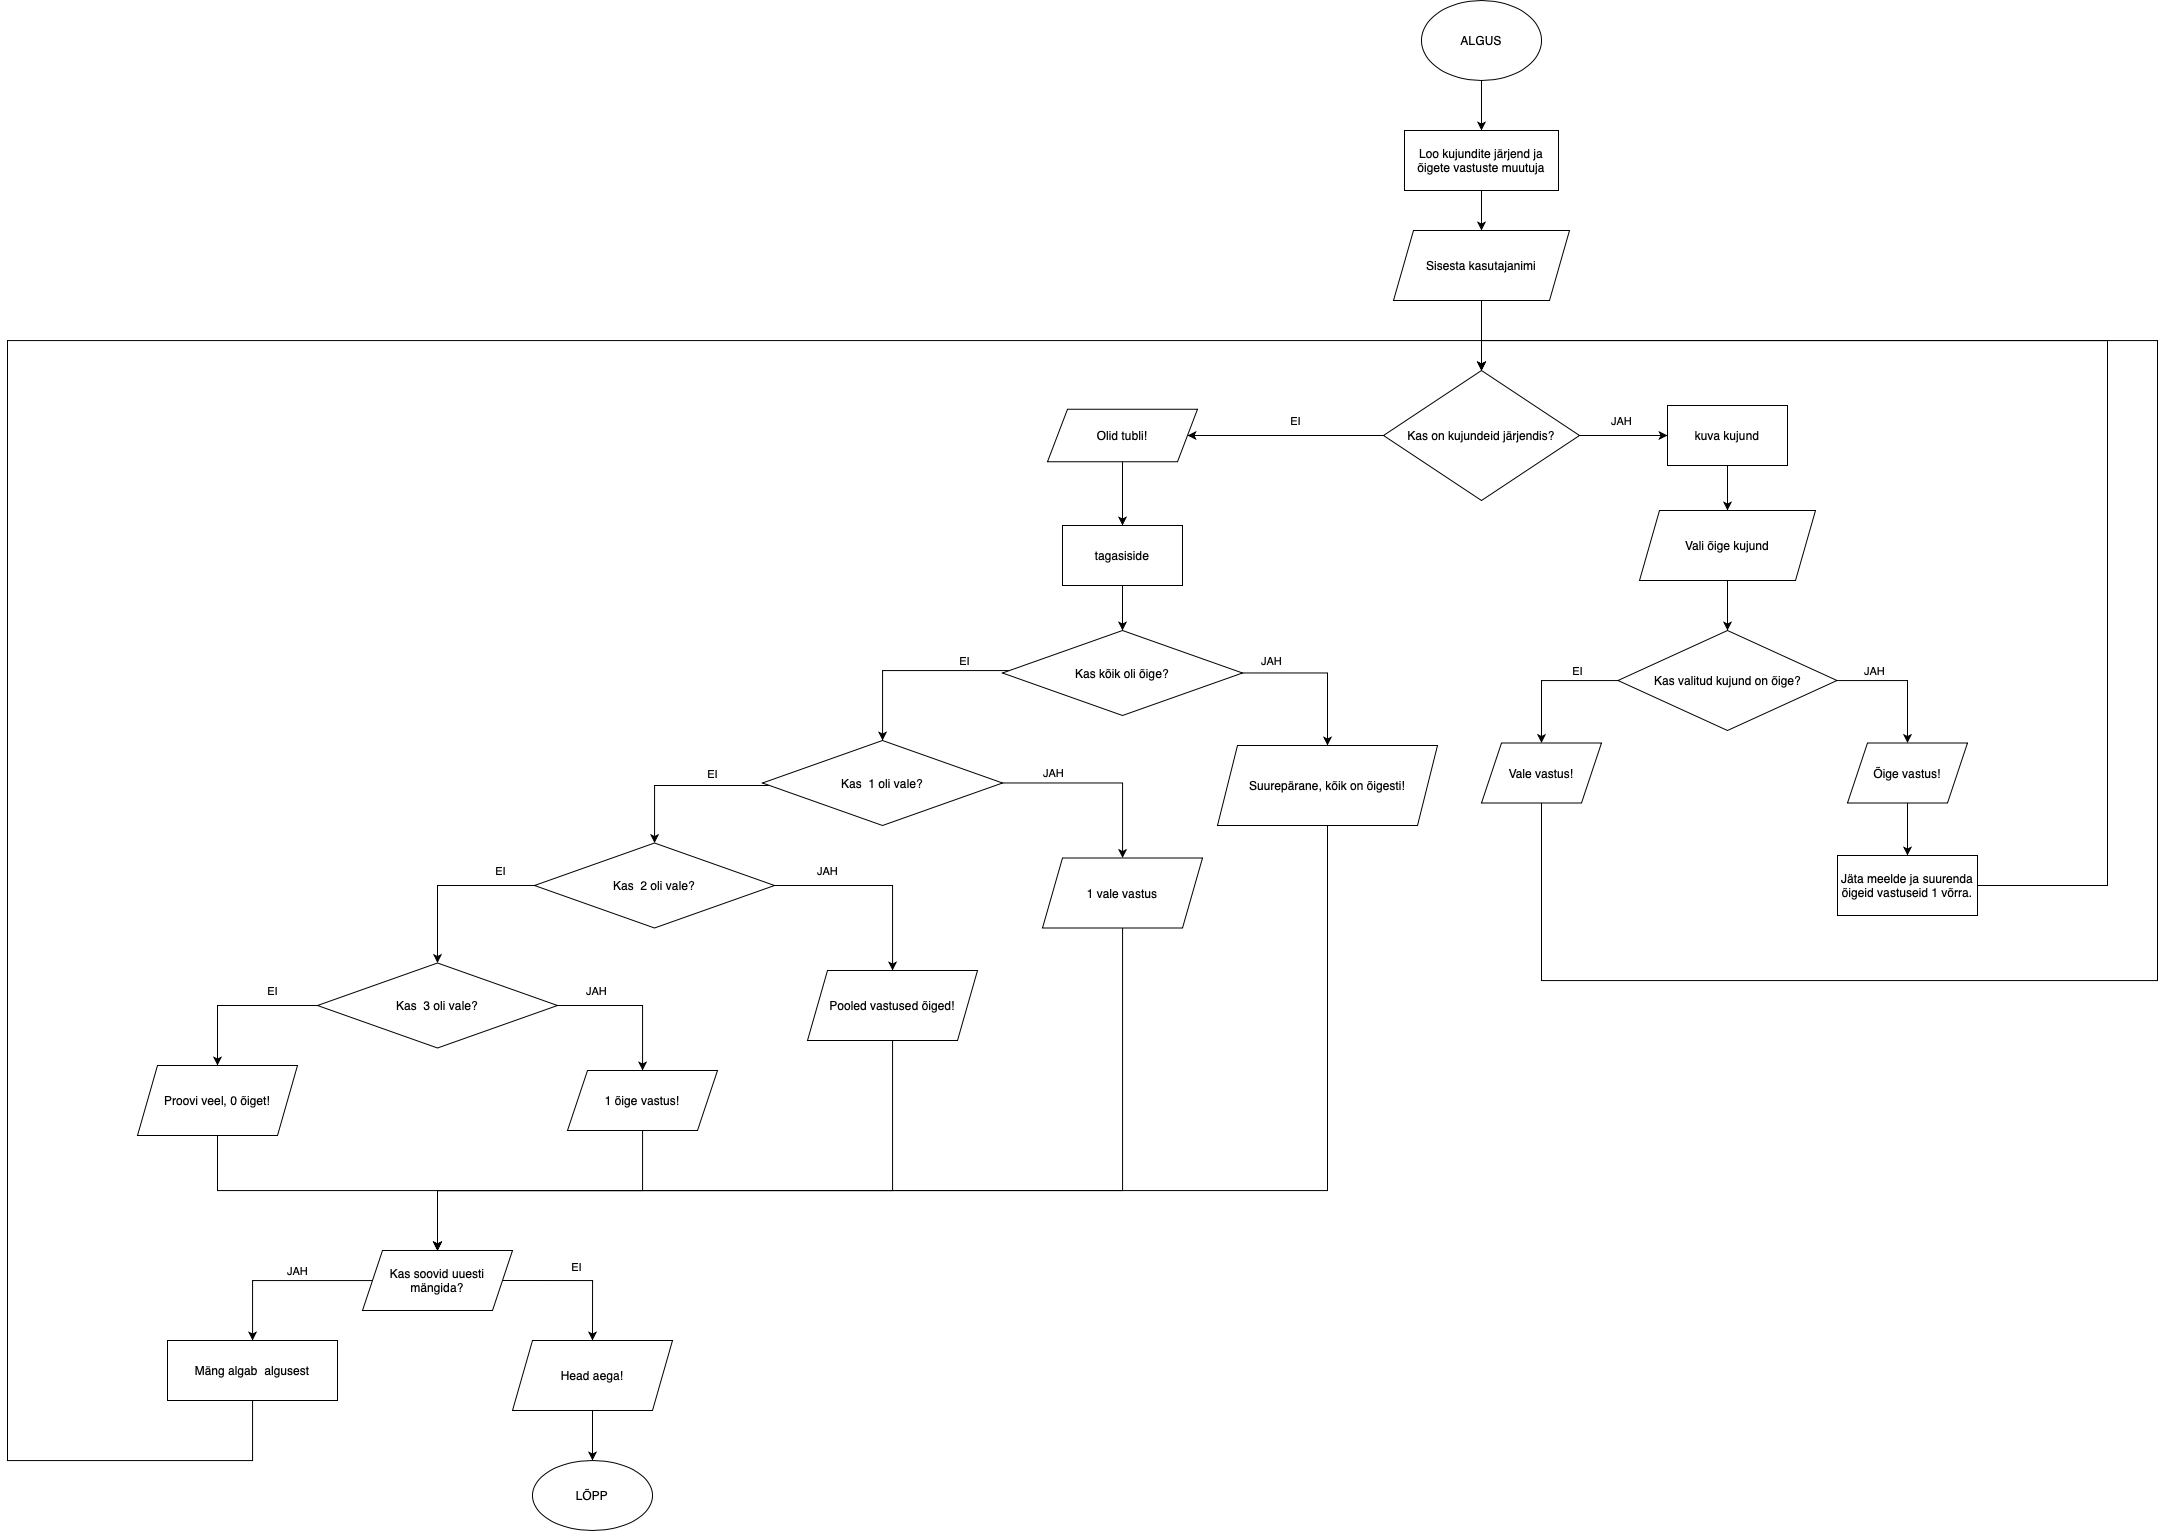 ALGUS
Loo kujundite järjend ja
õigete vastuste muutuja
Sisesta kasutajanimi
Kas on kujundeid järjendis?
EI
JAH
Olid tubli!
kuva kujund
tagasiside
Vali õige kujund
Kas kõik oli õige?
EI
JAH
Kas valitud kujund on õige?
EI
JAH
Kas  1 oli vale?
EI
JAH
Suurepärane, kõik on õigesti!
Vale vastus!
Õige vastus!
Kas  2 oli vale?
EI
JAH
1 vale vastus
Jäta meelde ja suurenda
õigeid vastuseid 1 võrra.
Kas  3 oli vale?
EI
JAH
Pooled vastused õiged!
Proovi veel, 0 õiget!
1 õige vastus!
Kas soovid uuesti
mängida?
JAH
EI
Mäng algab  algusest
Head aega!
LÕPP